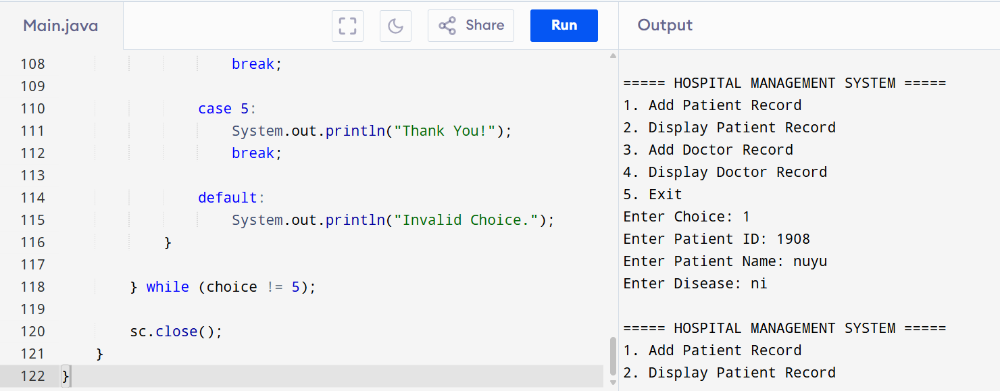 Main.java
Share
Run
Output
108 break;
109
110 case 5:
111 System.out.println("Thank You!");
112 break;
113
114 default:
115 System.out.println("Invalid Choice.");
116 }
117
118 } while (choice != 5);
119
120 sc.close();
121 }
122 }
===== HOSPITAL MANAGEMENT SYSTEM =====
1. Add Patient Record
2. Display Patient Record
3. Add Doctor Record
4. Display Doctor Record
5. Exit
Enter Choice: 1
Enter Patient ID: 1908
Enter Patient Name: nuyu
Enter Disease: ni
===== HOSPITAL MANAGEMENT SYSTEM =====
1. Add Patient Record
2. Display Patient Record